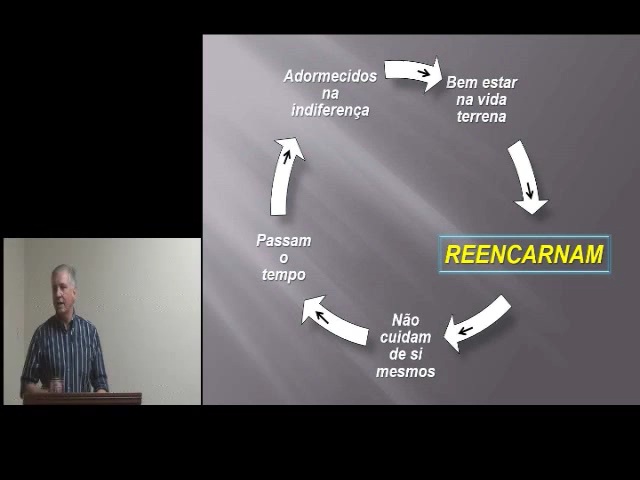 Adormecidos
na
indiferença
Bem estar
na vida
terrena
REENCARNAM
Não
cuidam
de si
mesmos
Passam
o
tempo